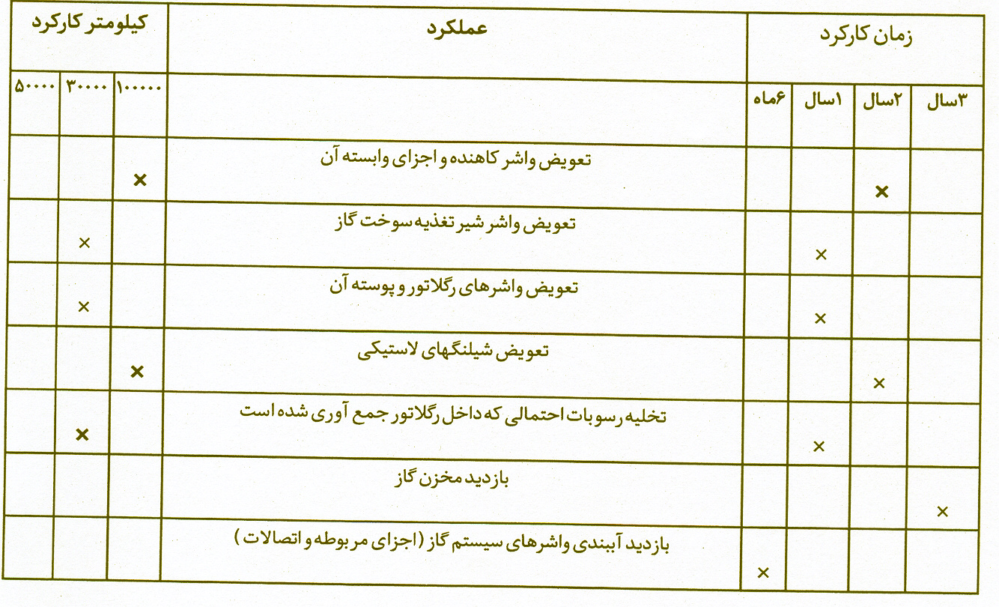 زمان کارکرد عملکرد کیلومتر کارکرد
۳سال ۲سال ۱سال ۶ماه ۱۰۰۰۰۰ ۳۰۰۰۰ ۵۰۰۰۰
× تعویض واشر کاهنده و اجزای وابسته آن ×
× تعویض واشر شیر تغذیه سوخت گاز ×
× تعویض واشرهای رگلاتور و پوسته آن ×
× تعویض شیلنگهای لاستیکی ×
× تخلیه رسوبات احتمالی که داخل رگلاتور جمع آوری شده است ×
× بازدید مخزن گاز
× بازدید آببندی واشرهای سیستم گاز (اجزای مربوطه و اتصالات)